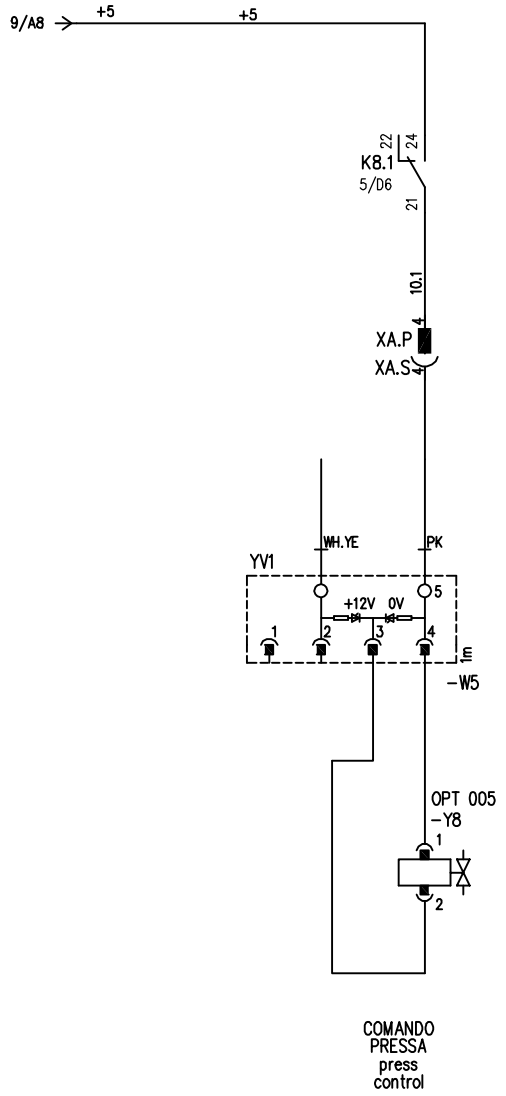 9/A8 +5 +5
22 24
K8.1
5/D6
21
10.1
4
XA.P
XA.S 4
WH.YE PK
YV1
5
+12V 0V
1 2 3 4
1m
-W5
OPT 005
-Y8
1
2
COMANDO
PRESSA
press
control